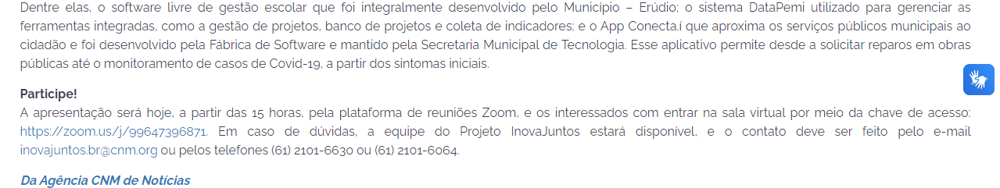 Dentre elas, o software livre de gestão escolar que foi integralmente desenvolvido pelo Município – Erúdio; o sistema DataPemi utilizado para gerenciar as
ferramentas integradas, como a gestão de projetos, banco de projetos e coleta de indicadores; e o App Conecta.í que aproxima os serviços públicos municipais ao
cidadão e foi desenvolvido pela Fábrica de Software e mantido pela Secretaria Municipal de Tecnologia. Esse aplicativo permite desde a solicitar reparos em obras
públicas até o monitoramento de casos de Covid-19, a partir dos sintomas iniciais.
Participe!
A apresentação será hoje, a partir das 15 horas, pela plataforma de reuniões Zoom, e os interessados com entrar na sala virtual por meio da chave de acesso:
https://zoom.us/j/99647396871. Em caso de dúvidas, a equipe do Projeto InovaJuntos estará disponível, e o contato deve ser feito pelo e-mail
inovajuntos.br@cnm.org ou pelos telefones (61) 2101-6630 ou (61) 2101-6064.
Da Agência CNM de Notícias